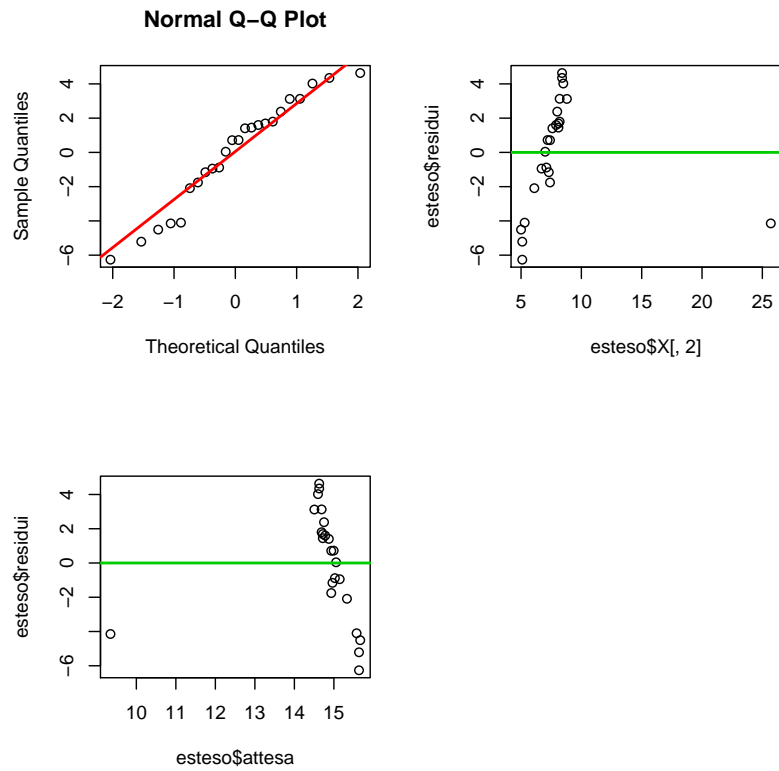 Normal Q−Q Plot
Sample Quantiles
4
2
0
−2
−6
−2 −1 0 1 2
Theoretical Quantiles
esteso$residui
4
2
0
−2
−6
5 10 15 20 25
esteso$X[, 2]
esteso$residui
4
2
0
−2
−6
10 11 12 13 14 15
esteso$attesa